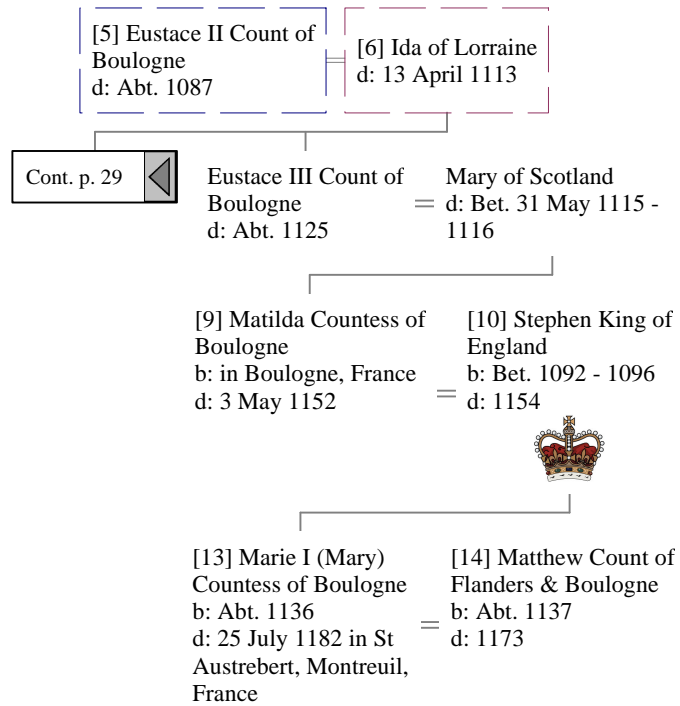 [5] Eustace II Count of
Boulogne
d: Abt. 1087
[6] Ida of Lorraine
d: 13 April 1113
Cont. p. 29
Eustace III Count of
Boulogne
d: Abt. 1125
=
Mary of Scotland
d: Bet. 31 May 1115 -
1116
[9] Matilda Countess of
Boulogne
b: in Boulogne, France
d: 3 May 1152
=
[10] Stephen King of
England
b: Bet. 1092 - 1096
d: 1154
[13] Marie I (Mary)
Countess of Boulogne
b: Abt. 1136
d: 25 July 1182 in St
Austrebert, Montreuil,
France
=
[14] Matthew Count of
Flanders & Boulogne
b: Abt. 1137
d: 1173